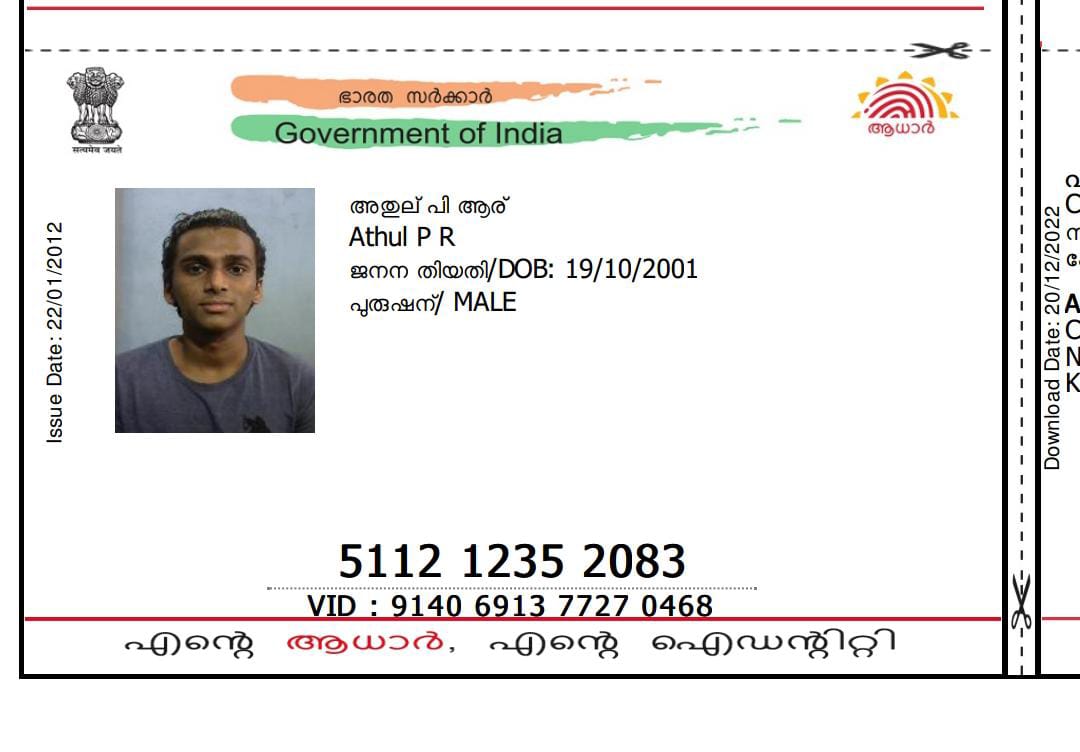 ഭാരത സർക്കാർ
Government of India
सत्यमेव जयते
ആധാർ
Issue Date: 22/01/2012
അതുല് പി ആര്
Athul P R
ജനന തിയതി/DOB: 19/10/2001
പുരുഷന്/ MALE
5112 1235 2083
VID : 9140 6913 7727 0468
എന്റെ ആധാർ, എന്റെ ഐഡന്റിറ്റി
Download Date: 20/12/2022